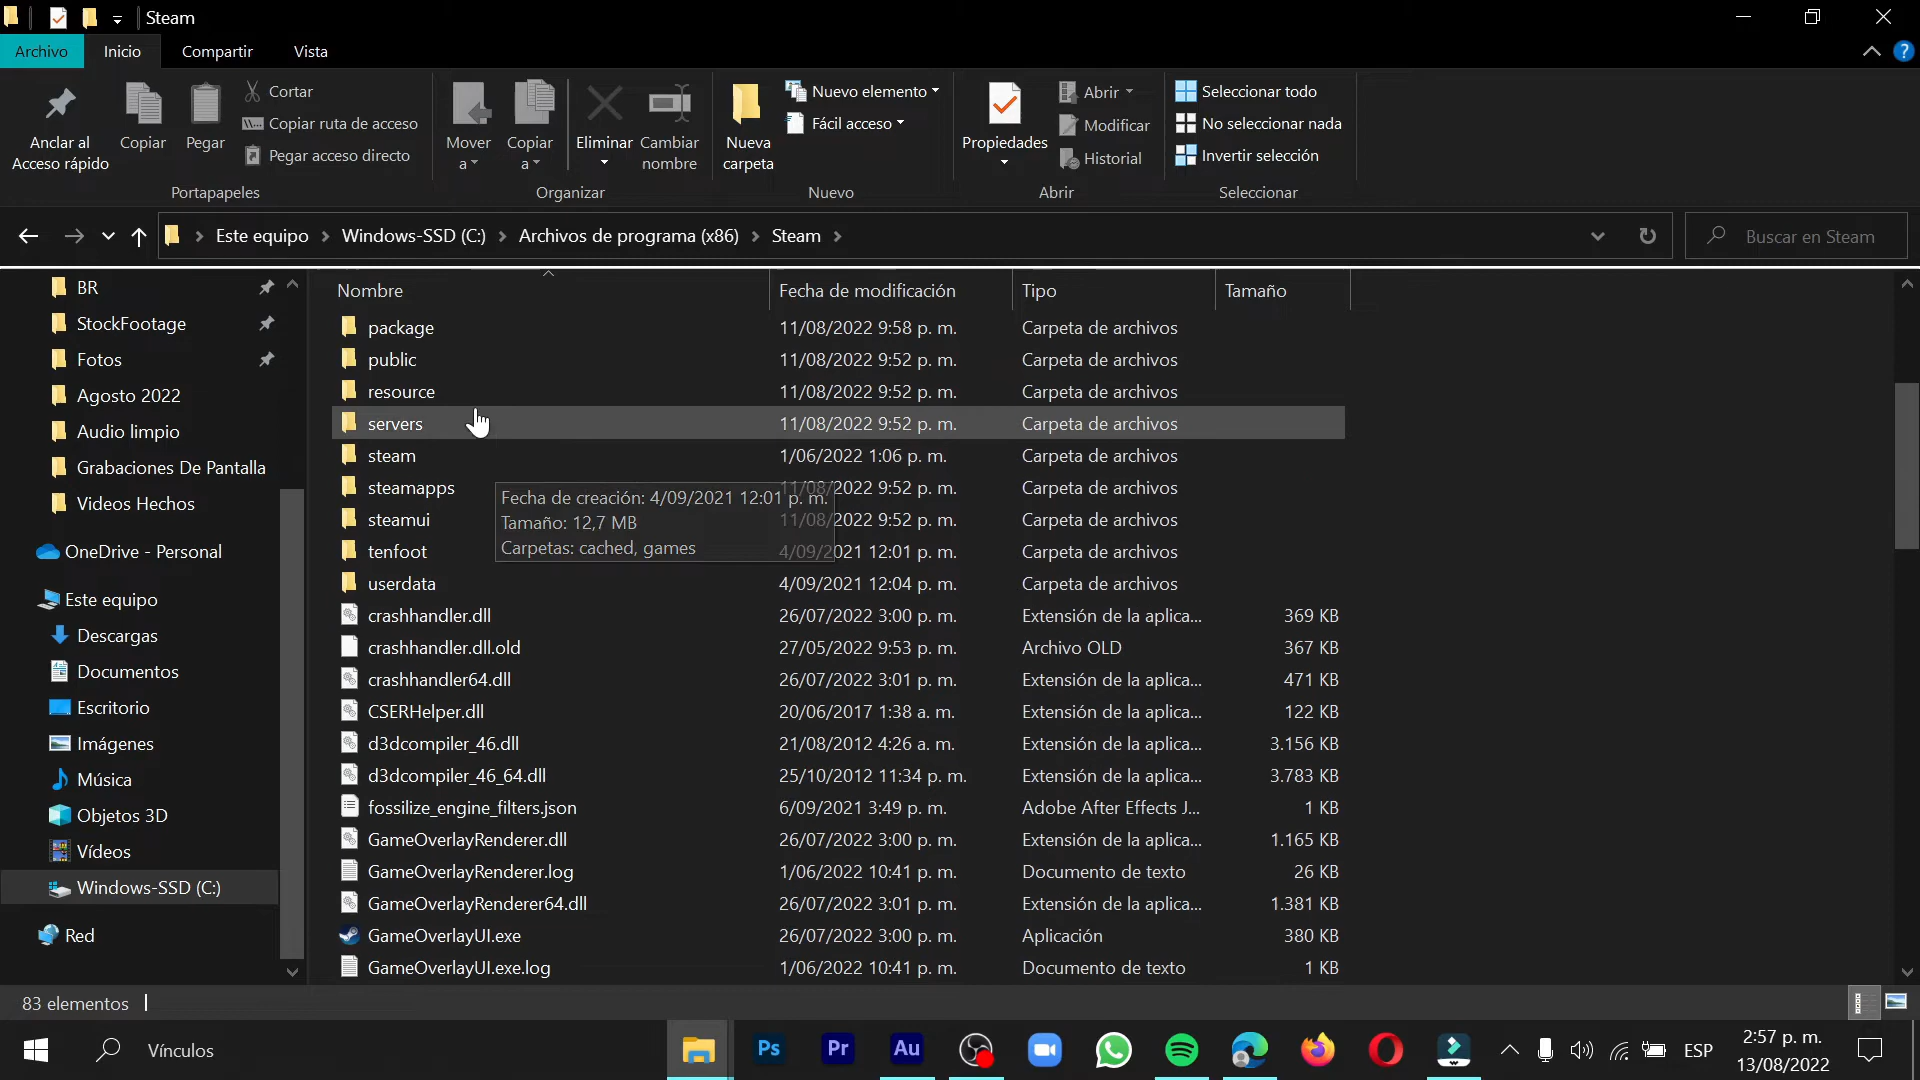 Steam
Archivo Inicio Compartir Vista
Anclar al Acceso rápido
Copiar
Pegar
Cortar
Copiar ruta de acceso
Pegar acceso directo
Portapapeles
Mover a
Copiar a
Eliminar
Cambiar nombre
Organizar
Nueva carpeta
Nuevo elemento
Fácil acceso
Nuevo
Propiedades
Abrir
Modificar
Historial
Abrir
Seleccionar todo
No seleccionar nada
Invertir selección
Seleccionar
Este equipo > Windows-SSD (C:) > Archivos de programa (x86) > Steam >
Buscar en Steam
BR
StockFootage
Fotos
Agosto 2022
Audio limpio
Grabaciones De Pantalla
Videos Hechos
OneDrive - Personal
Este equipo
Descargas
Documentos
Escritorio
Imágenes
Música
Objetos 3D
Vídeos
Windows-SSD (C:)
Red
Nombre Fecha de modificación Tipo Tamaño
package 11/08/2022 9:58 p. m. Carpeta de archivos
public 11/08/2022 9:52 p. m. Carpeta de archivos
resource 11/08/2022 9:52 p. m. Carpeta de archivos
servers 11/08/2022 9:52 p. m. Carpeta de archivos
steam 1/06/2022 1:06 p. m. Carpeta de archivos
steamapps 11/08/2022 9:52 p. m. Carpeta de archivos
steamui 11/08/2022 9:52 p. m. Carpeta de archivos
tenfoot 4/09/2021 12:01 p. m. Carpeta de archivos
userdata 4/09/2021 12:04 p. m. Carpeta de archivos
crashhandler.dll 26/07/2022 3:00 p. m. Extensión de la aplica... 369 KB
crashhandler.dll.old 27/05/2022 9:53 p. m. Archivo OLD 367 KB
crashhandler64.dll 26/07/2022 3:01 p. m. Extensión de la aplica... 471 KB
CSERHelper.dll 20/06/2017 1:38 a. m. Extensión de la aplica... 122 KB
d3dcompiler_46.dll 21/08/2012 4:26 a. m. Extensión de la aplica... 3.156 KB
d3dcompiler_46_64.dll 25/10/2012 11:34 p. m. Extensión de la aplica... 3.783 KB
fossilize_engine_filters.json 6/09/2021 3:49 p. m. Adobe After Effects J... 1 KB
GameOverlayRenderer.dll 26/07/2022 3:00 p. m. Extensión de la aplica... 1.165 KB
GameOverlayRenderer.log 1/06/2022 10:41 p. m. Documento de texto 26 KB
GameOverlayRenderer64.dll 26/07/2022 3:01 p. m. Extensión de la aplica... 1.381 KB
GameOverlayUI.exe 26/07/2022 3:00 p. m. Aplicación 380 KB
GameOverlayUI.exe.log 1/06/2022 10:41 p. m. Documento de texto 1 KB
Fecha de creación: 4/09/2021 12:01 p. m.
Tamaño: 12,7 MB
Carpetas: cached, games
83 elementos
Vínculos
Ps
Pr
Au
ESP
2:57 p. m.
13/08/2022